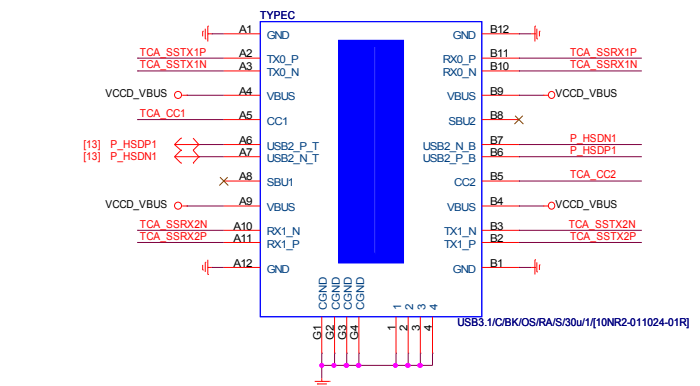 TYPEC
A1 GND GND B12
TCA_SSTX1P A2 TX0_P RX0_P B11 TCA_SSRX1P
TCA_SSTX1N A3 TX0_N RX0_N B10 TCA_SSRX1N
VCCD_VBUS A4 VBUS VBUS B9 VCCD_VBUS
TCA_CC1 A5 CC1 SBU2 B8
[13] P_HSDP1 A6 USB2_P_T USB2_N_B B7 P_HSDN1
[13] P_HSDN1 A7 USB2_N_T USB2_P_B B6 P_HSDP1
A8 SBU1 CC2 B5 TCA_CC2
VCCD_VBUS A9 VBUS VBUS B4 VCCD_VBUS
TCA_SSRX2N A10 RX1_N TX1_N B3 TCA_SSTX2N
TCA_SSRX2P A11 RX1_P TX1_P B2 TCA_SSTX2P
A12 GND GND B1
CGND CGND CGND CGND 1 2 3 4
G1 G2 G3 G4 1 2 3 4
USB3.1/C/BK/OS/RA/S/30u/1/[10NR2-011024-01R]